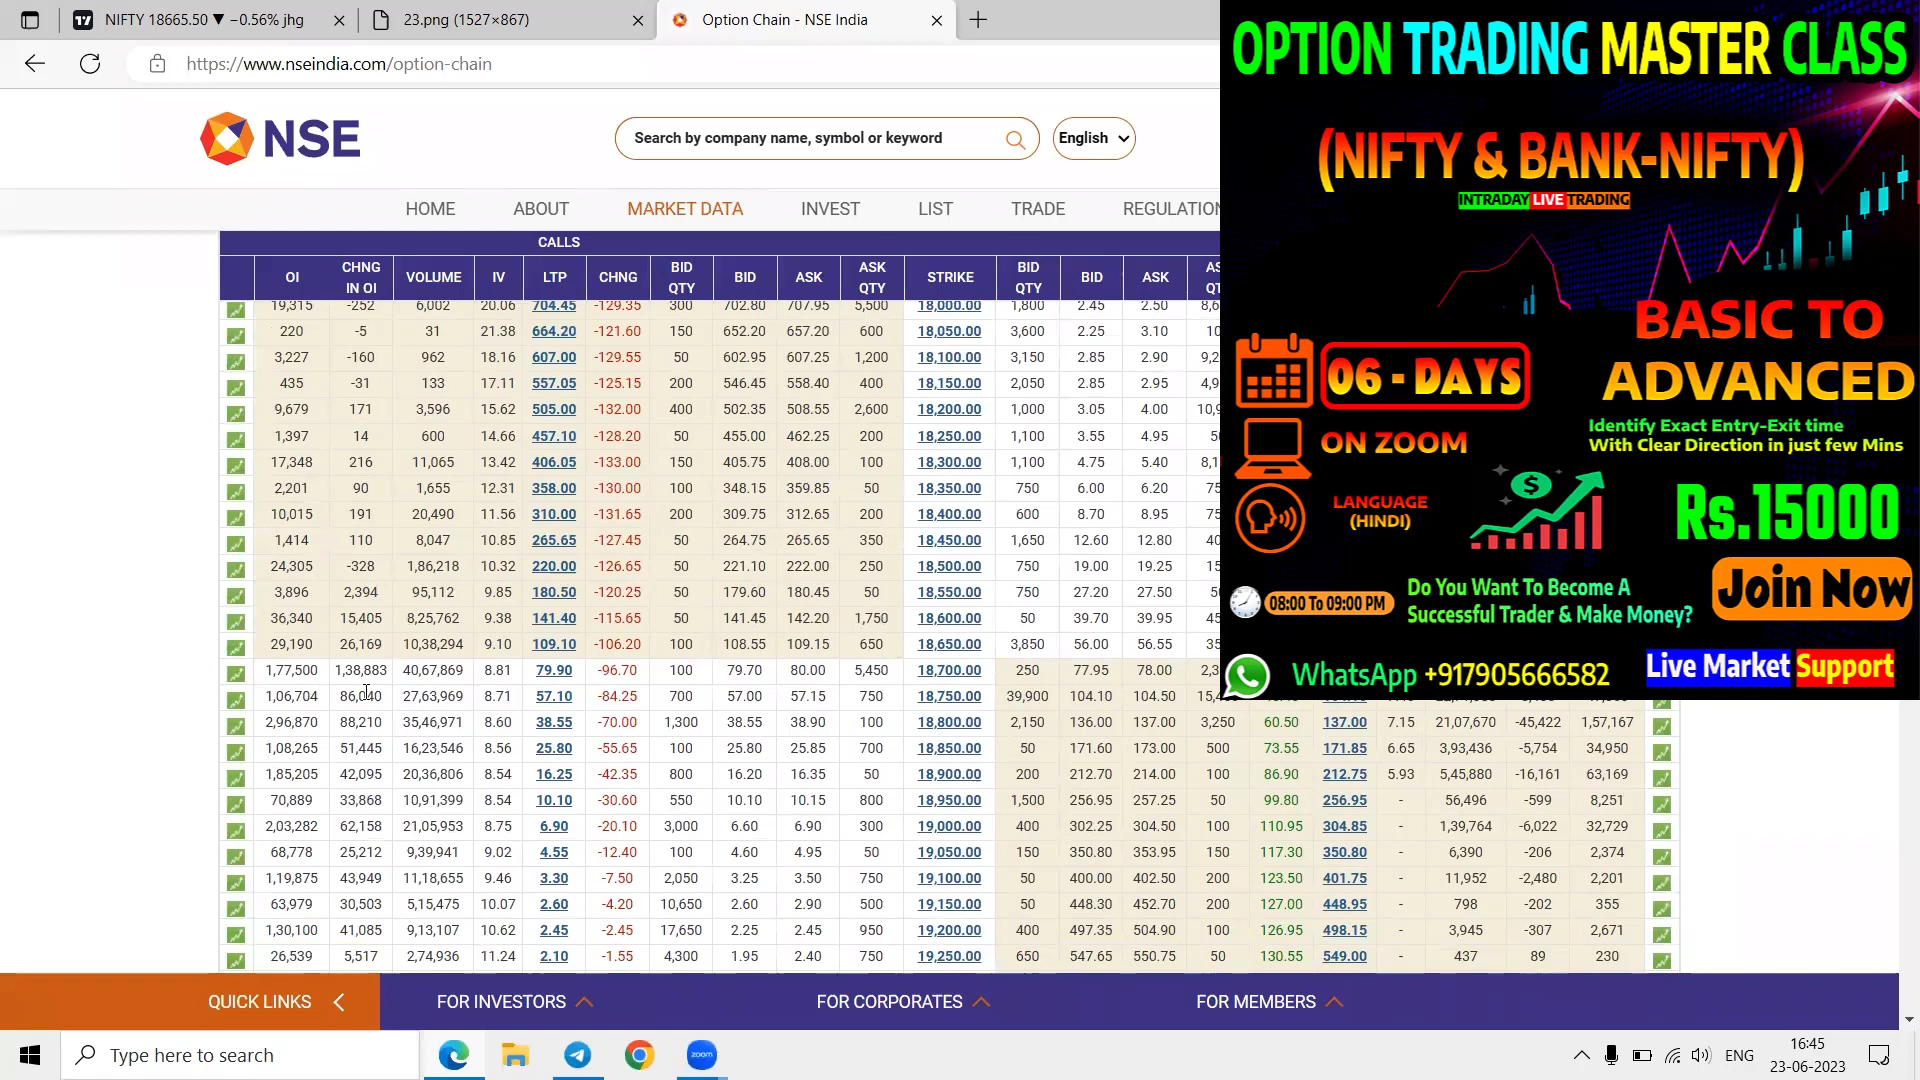 NIFTY 18665.50 ▼ −0.56% jhg
23.png (1527×867)
Option Chain - NSE India
https://www.nseindia.com/option-chain
NSE
Search by company name, symbol or keyword
English
HOME ABOUT MARKET DATA INVEST LIST TRADE REGULATION
CALLS
OI CHNG IN OI VOLUME IV LTP CHNG BID QTY BID ASK ASK QTY STRIKE BID QTY BID ASK
19,315 -252 6,002 20.06 704.45 -129.35 300 702.80 707.95 5,500 18,000.00 1,800 2.45 2.50
220 -5 31 21.38 664.20 -121.60 150 652.20 657.20 600 18,050.00 3,600 2.25 3.10
3,227 -160 962 18.16 607.00 -129.55 50 602.95 607.25 1,200 18,100.00 3,150 2.85 2.90
435 -31 133 17.11 557.05 -125.15 200 546.45 558.40 400 18,150.00 2,050 2.85 2.95
9,679 171 3,596 15.62 505.00 -132.00 400 502.35 508.55 2,600 18,200.00 1,000 3.05 4.00
1,397 14 600 14.66 457.10 -128.20 50 455.00 462.25 200 18,250.00 1,100 3.55 4.95
17,348 216 11,065 13.42 406.05 -133.00 150 405.75 408.00 100 18,300.00 1,100 4.75 5.40
2,201 90 1,655 12.31 358.00 -130.00 100 348.15 359.85 50 18,350.00 750 6.00 6.20
10,015 191 20,490 11.56 310.00 -131.65 200 309.75 312.65 200 18,400.00 600 8.70 8.95
1,414 110 8,047 10.85 265.65 -127.45 50 264.75 265.65 350 18,450.00 1,650 12.60 12.80
24,305 -328 1,86,218 10.32 220.00 -126.65 50 221.10 222.00 250 18,500.00 750 19.00 19.25
3,896 2,394 95,112 9.85 180.50 -120.25 50 179.60 180.45 50 18,550.00 750 27.20 27.50
36,340 15,405 8,25,762 9.38 141.40 -115.65 50 141.45 142.20 1,750 18,600.00 50 39.70 39.95
29,190 26,169 10,38,294 9.10 109.10 -106.20 100 108.55 109.15 650 18,650.00 3,850 56.00 56.55
1,77,500 1,38,883 40,67,869 8.81 79.90 -96.70 100 79.70 80.00 5,450 18,700.00 250 77.95 78.00
1,06,704 86,040 27,63,969 8.71 57.10 -84.25 700 57.00 57.15 750 18,750.00 39,900 104.10 104.50
2,96,870 88,210 35,46,971 8.60 38.55 -70.00 1,300 38.55 38.90 100 18,800.00 2,150 136.00 137.00 3,250 60.50 137.00 7.15 21,07,670 -45,422 1,57,167
1,08,265 51,445 16,23,546 8.56 25.80 -55.65 100 25.80 25.85 700 18,850.00 50 171.60 173.00 500 73.55 171.85 6.65 3,93,436 -5,754 34,950
1,85,205 42,095 20,36,806 8.54 16.25 -42.35 800 16.20 16.35 50 18,900.00 200 212.70 214.00 100 86.90 212.75 5.93 5,45,880 -16,161 63,169
70,889 33,868 10,91,399 8.54 10.10 -30.60 550 10.10 10.15 800 18,950.00 1,500 256.95 257.25 50 99.80 256.95 - 56,496 -599 8,251
2,03,282 62,158 21,05,953 8.75 6.90 -20.10 3,000 6.60 6.90 300 19,000.00 400 302.25 304.50 100 110.95 304.85 - 1,39,764 -6,022 32,729
68,778 25,212 9,39,941 9.02 4.55 -12.40 100 4.60 4.95 50 19,050.00 150 350.80 353.95 150 117.30 350.80 - 6,390 -206 2,374
1,19,875 43,949 11,18,655 9.46 3.30 -7.50 2,050 3.25 3.50 750 19,100.00 50 400.00 402.50 200 123.50 401.75 - 11,952 -2,480 2,201
63,979 30,503 5,15,475 10.07 2.60 -4.20 10,650 2.60 2.90 500 19,150.00 50 448.30 452.70 200 127.00 448.95 - 798 -202 355
1,30,100 41,085 9,13,107 10.62 2.45 -2.45 17,650 2.25 2.45 950 19,200.00 400 497.35 504.90 100 126.95 498.15 - 3,945 -307 2,671
26,539 5,517 2,74,936 11.24 2.10 -1.55 4,300 1.95 2.40 750 19,250.00 650 547.65 550.75 50 130.55 549.00 - 437 89 230
QUICK LINKS FOR INVESTORS FOR CORPORATES FOR MEMBERS
Type here to search
zoom
ENG
16:45
23-06-2023
OPTION TRADING MASTER CLASS
(NIFTY & BANK-NIFTY)
INTRADAY LIVE TRADING
BASIC TO
ADVANCED
06 - DAYS
Identify Exact Entry-Exit time
With Clear Direction in just few Mins
ON ZOOM
LANGUAGE
(HINDI)
Rs.15000
08:00 To 09:00 PM
Do You Want To Become A
Successful Trader & Make Money?
Join Now
WhatsApp +917905666582
Live Market Support